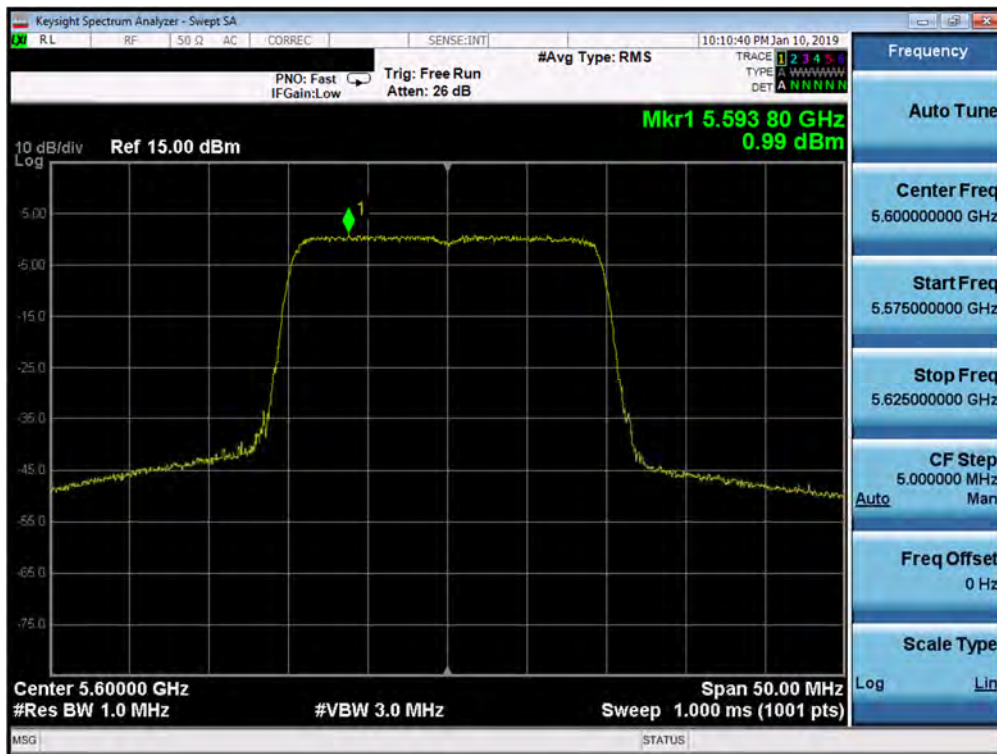 Keysight Spectrum Analyzer - Swept SA
LXI RL RF 50 Ω AC CORREC SENSE:INT 10:10:40 PM Jan 10, 2019
#Avg Type: RMS
TRACE 1 2 3 4 5 6
TYPE A WWWWW
DET A N N N N N
PNO: Fast Trig: Free Run
IFGain:Low Atten: 26 dB
Mkr1 5.593 80 GHz
0.99 dBm
10 dB/div Ref 15.00 dBm
Log
1
-5.00
-15.0
-25.0
-35.0
-45.0
-55.0
-65.0
-75.0
Center 5.60000 GHz Span 50.00 MHz
#Res BW 1.0 MHz #VBW 3.0 MHz Sweep 1.000 ms (1001 pts)
MSG STATUS
Frequency
Auto Tune
Center Freq
5.600000000 GHz
Start Freq
5.575000000 GHz
Stop Freq
5.625000000 GHz
CF Step
5.000000 MHz
Auto Man
Freq Offset
0 Hz
Scale Type
Log Lin